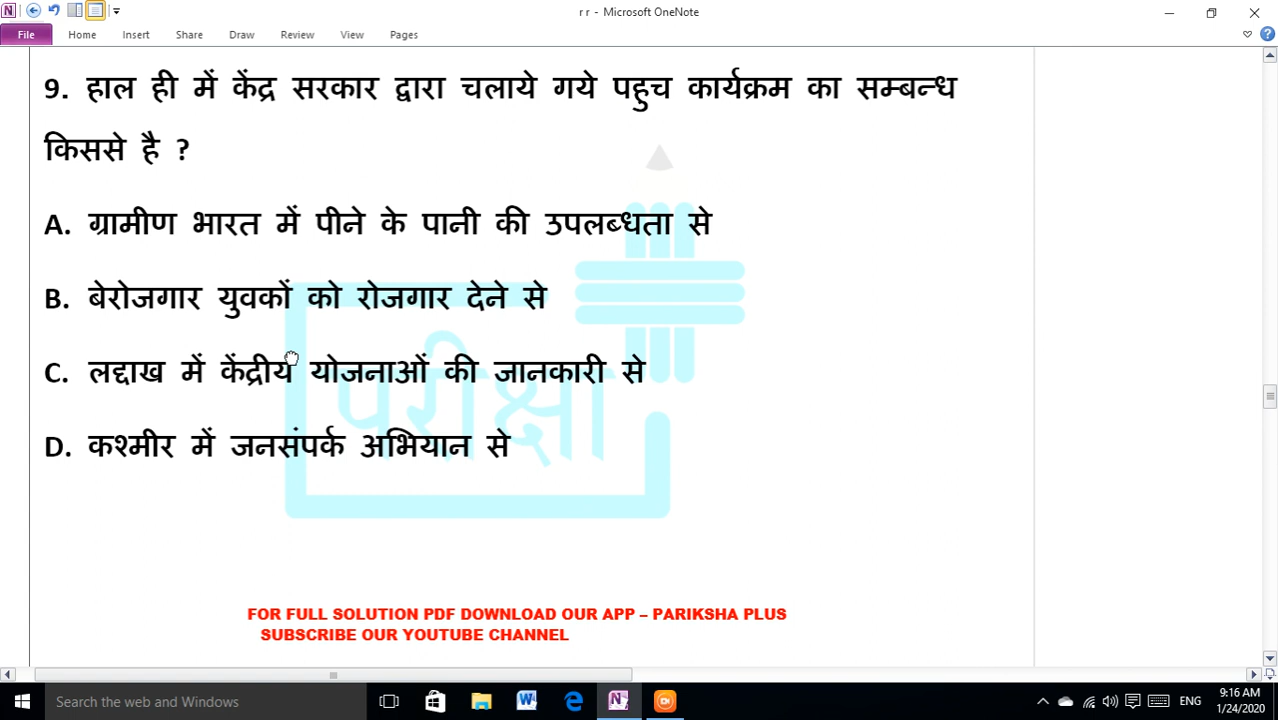 r r - Microsoft OneNote
File Home Insert Share Draw Review View Pages
9. हाल ही में केंद्र सरकार द्वारा चलाये गये पहुच कार्यक्रम का सम्बन्ध
किससे है ?
A. ग्रामीण भारत में पीने के पानी की उपलब्धता से
B. बेरोजगार युवकों को रोजगार देने से
C. लद्दाख में केंद्रीय योजनाओं की जानकारी से
D. कश्मीर में जनसंपर्क अभियान से
परीक्षा
FOR FULL SOLUTION PDF DOWNLOAD OUR APP – PARIKSHA PLUS
SUBSCRIBE OUR YOUTUBE CHANNEL
Search the web and Windows
ENG
9:16 AM
1/24/2020